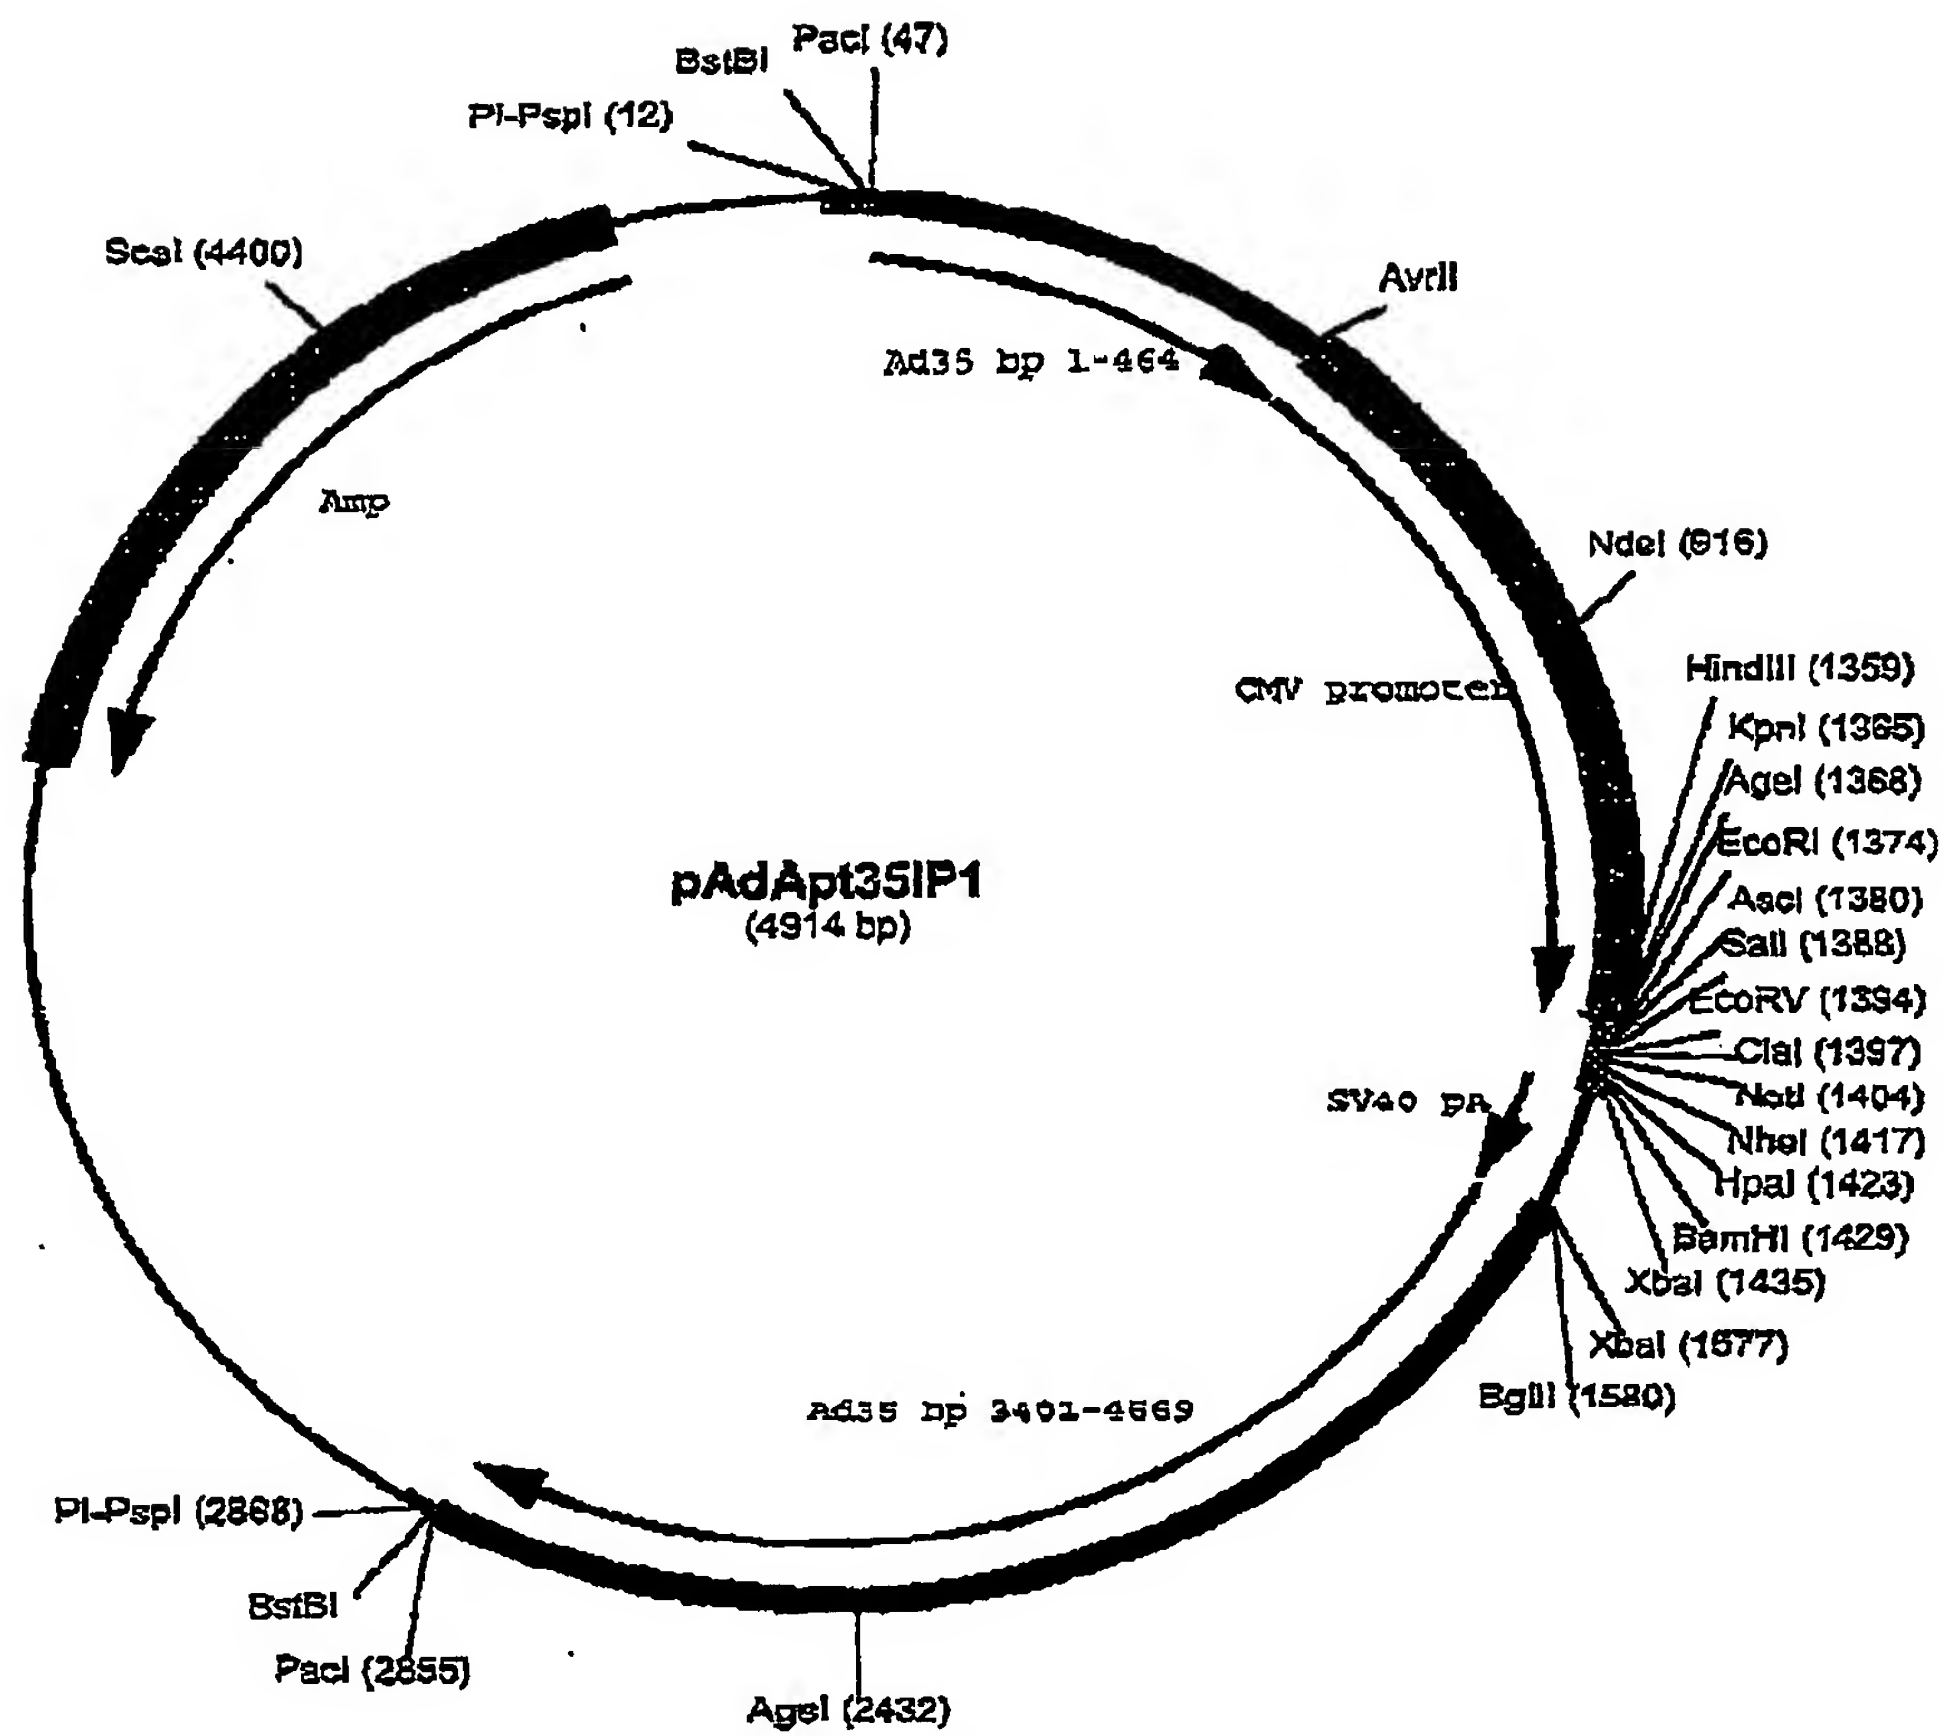 PacI (47)
BstBI
PI-PspI (12)
ScaI (4400)
AvrII
Ad35 bp 1-464
Amp
NdeI (916)
HindIII (1359)
CMV promoter
KpnI (1365)
AgeI (1368)
EcoRI (1374)
pAdApt35IP1
(4914 bp)
AscI (1380)
SalI (1388)
EcoRV (1394)
ClaI (1397)
NotI (1404)
SV40 pA
NheI (1417)
HpaI (1423)
BamHI (1429)
XbaI (1435)
XbaI (1577)
BglII (1580)
Ad35 bp 3401-4669
PI-PspI (2868)
BstBI
PacI (2855)
AgeI (2432)